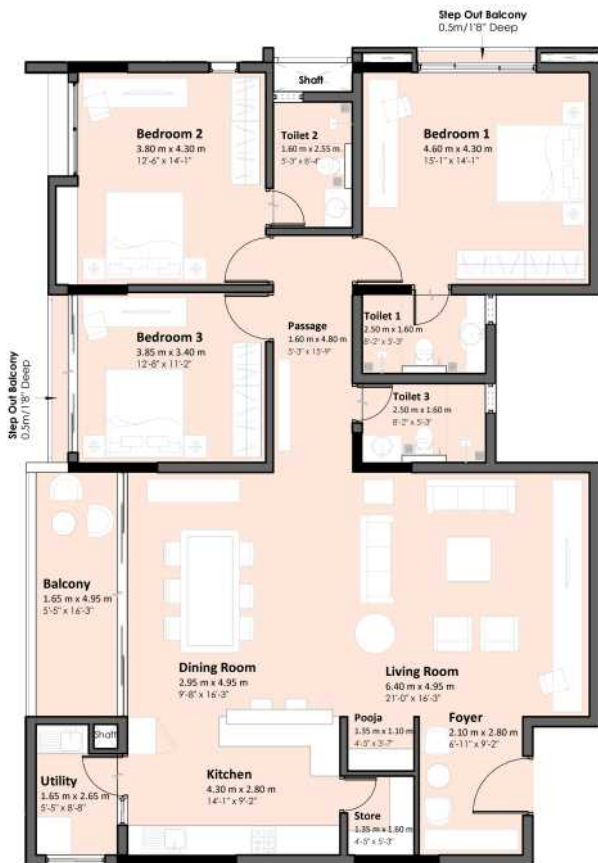 Step Out Balcony
0.5m/1'8" Deep
Shaft
Bedroom 2
3.80 m x 4.30 m
12'-6" x 14'-1"
Toilet 2
1.60 m x 2.55 m
5'-3" x 8'-4"
Bedroom 1
4.60 m x 4.30 m
15'-1" x 14'-1"
Bedroom 3
3.85 m x 3.40 m
12'-8" x 11'-2"
Passage
1.60 m x 4.80 m
5'-3" x 15'-9"
Toilet 1
2.50 m x 1.60 m
8'-2" x 5'-3"
Step Out Balcony
0.5m/1'8" Deep
Toilet 3
2.50 m x 1.60 m
8'-2" x 5'-3"
Balcony
1.65 m x 4.95 m
5'-5" x 16'-3"
Dining Room
2.95 m x 4.95 m
9'-8" x 16'-3"
Living Room
6.40 m x 4.95 m
21'-0" x 16'-3"
Pooja
1.35 m x 1.10 m
4'-5" x 3'-7"
Foyer
2.10 m x 2.80 m
6'-11" x 9'-2"
Shaft
Utility
1.65 m x 2.65 m
5'-5" x 8'-8"
Kitchen
4.30 m x 2.80 m
14'-1" x 9'-2"
Store
1.35 m x 1.60 m
4'-5" x 5'-3"